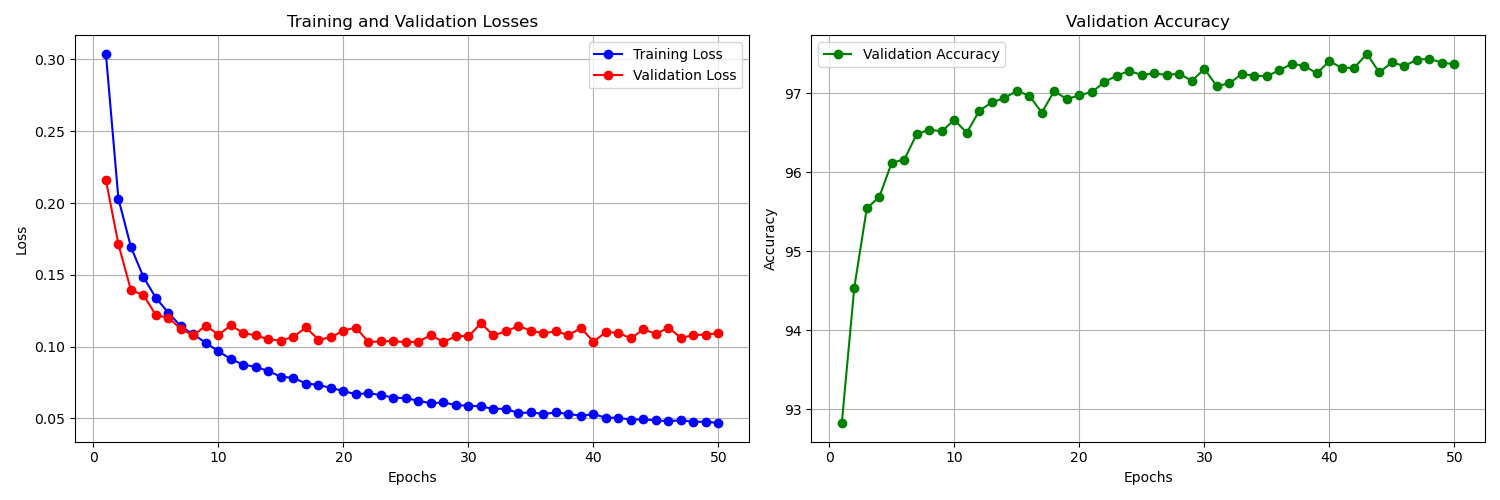 Training and Validation Losses
Training Loss
Validation Loss
0.30
0.25
0.20
0.15
0.10
0.05
Loss
0 10 20 30 40 50
Epochs
Validation Accuracy
Validation Accuracy
97
96
95
94
93
Accuracy
0 10 20 30 40 50
Epochs